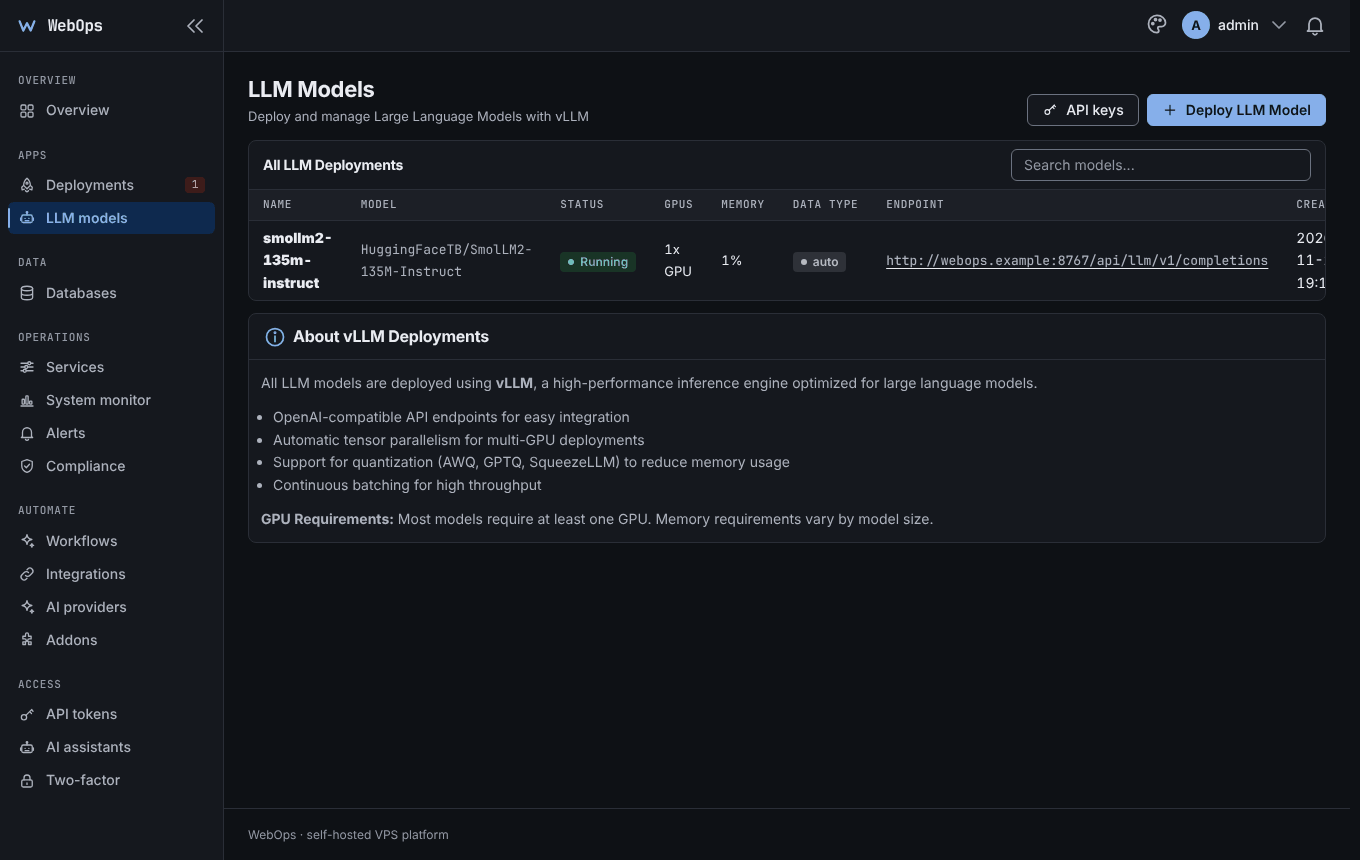 WebOps
admin
A
OVERVIEW
Overview
APPS
Deployments 1
LLM models
DATA
Databases
OPERATIONS
Services
System monitor
Alerts
Compliance
AUTOMATE
Workflows
Integrations
AI providers
Addons
ACCESS
API tokens
AI assistants
Two-factor
LLM Models
Deploy and manage Large Language Models with vLLM
API keys
Deploy LLM Model
All LLM Deployments
Search models...
NAME MODEL STATUS GPUS MEMORY DATA TYPE ENDPOINT
smollm2-
135m-
instruct
HuggingFaceTB/SmolLM2-
135M-Instruct
Running
1x
GPU
1%
auto
http://webops.example:8767/api/llm/v1/completions
11-
About vLLM Deployments
All LLM models are deployed using vLLM, a high-performance inference engine optimized for large language models.
OpenAI-compatible API endpoints for easy integration
Automatic tensor parallelism for multi-GPU deployments
Support for quantization (AWQ, GPTQ, SqueezeLLM) to reduce memory usage
Continuous batching for high throughput
GPU Requirements: Most models require at least one GPU. Memory requirements vary by model size.
WebOps · self-hosted VPS platform